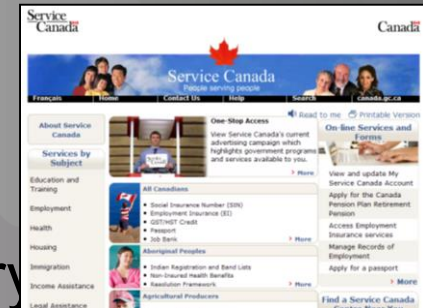 Service
Canada
Canada
Service Canada
People serving people
Français Home Contact Us Help Search canada.gc.ca
Read to me Printable Version
About Service
Canada
Services by
Subject
Education and
Training
Employment
Health
Housing
Immigration
Income Assistance
Legal Assistance
One-Stop Access
View Service Canada's current
advertising campaign which
highlights government programs
and services available to you.
More
All Canadians
Social Insurance Number (SIN)
Employment Insurance (EI)
GST/HST Credit
Passport
Job Bank
More
Aboriginal Peoples
Indian Registration and Band Lists
Non-Insured Health Benefits
Resolution Framework
More
Agricultural Producers
On-line Services and
Forms
View and update My
Service Canada Account
Apply for the Canada
Pension Plan Retirement
Pension
Access Employment
Insurance services
Manage Records of
Employment
Apply for a passport
More
Find a Service Canada
Centre Near You
ry